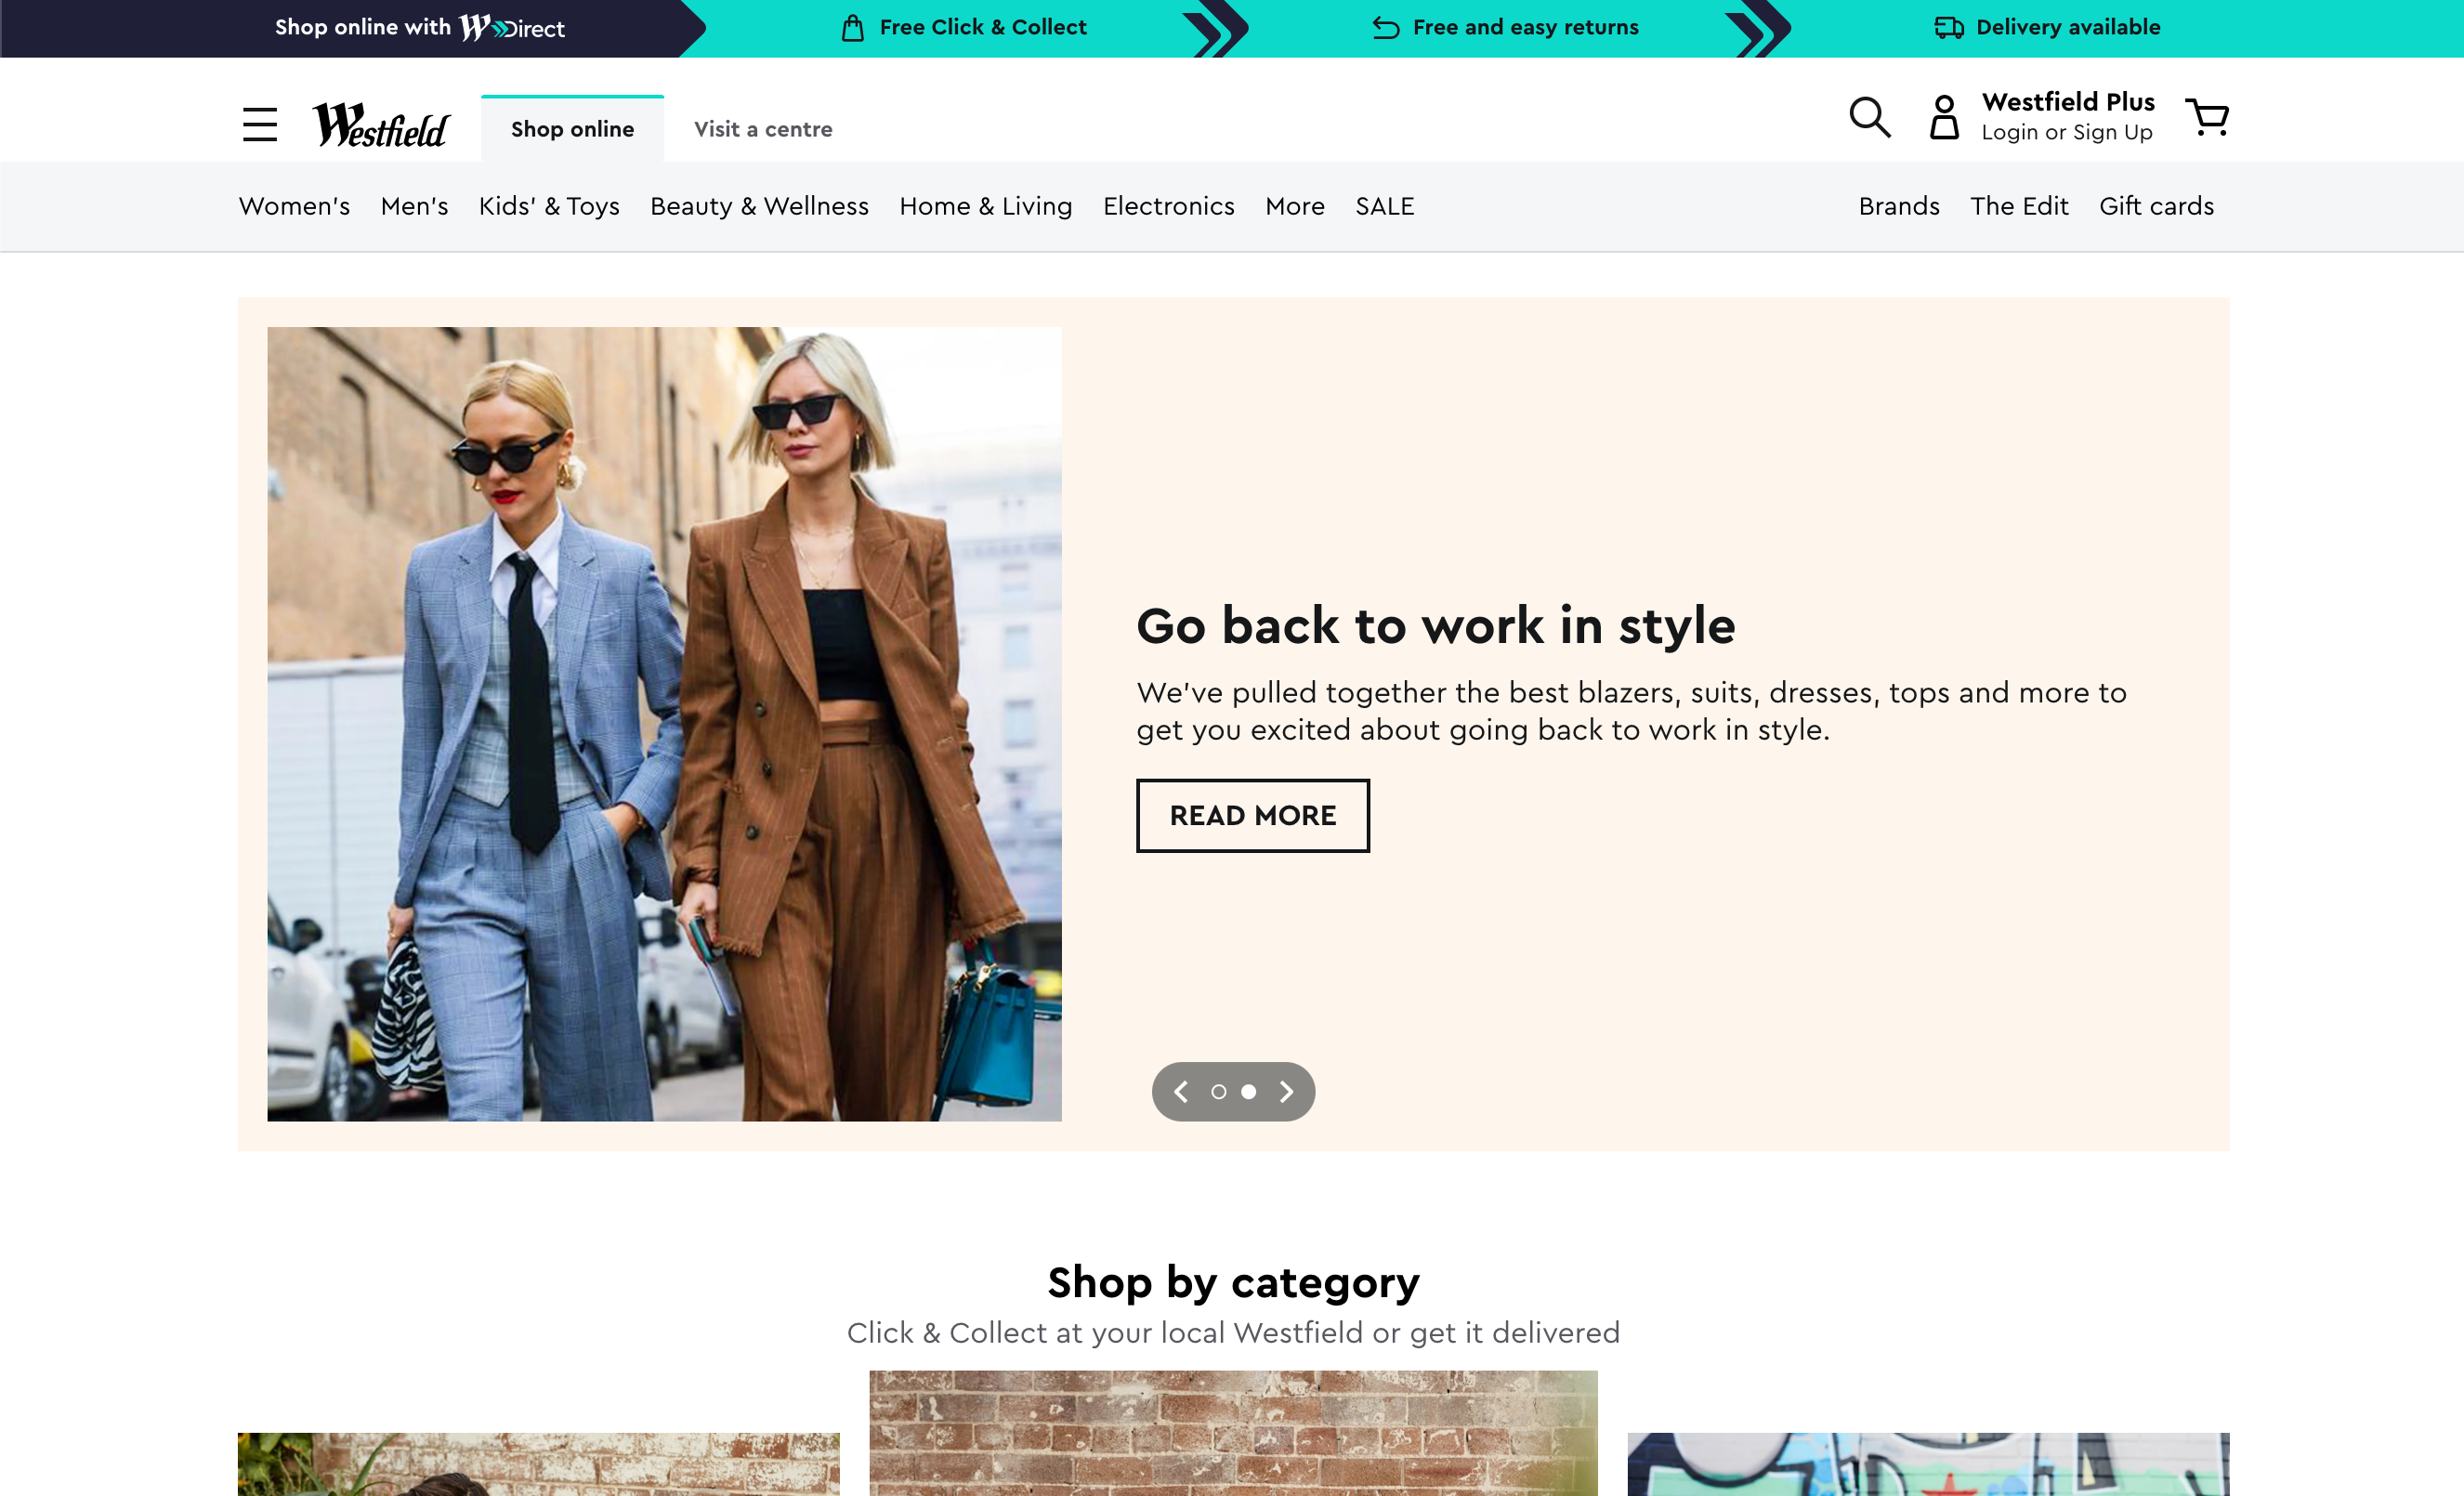 Shop online with W Direct
Free Click & Collect
Free and easy returns
Delivery available
Westfield
Shop online
Visit a centre
Westfield Plus
Login or Sign Up
Women's Men's Kids' & Toys Beauty & Wellness Home & Living Electronics More SALE
Brands The Edit Gift cards
Go back to work in style
We've pulled together the best blazers, suits, dresses, tops and more to
get you excited about going back to work in style.
READ MORE
Shop by category
Click & Collect at your local Westfield or get it delivered